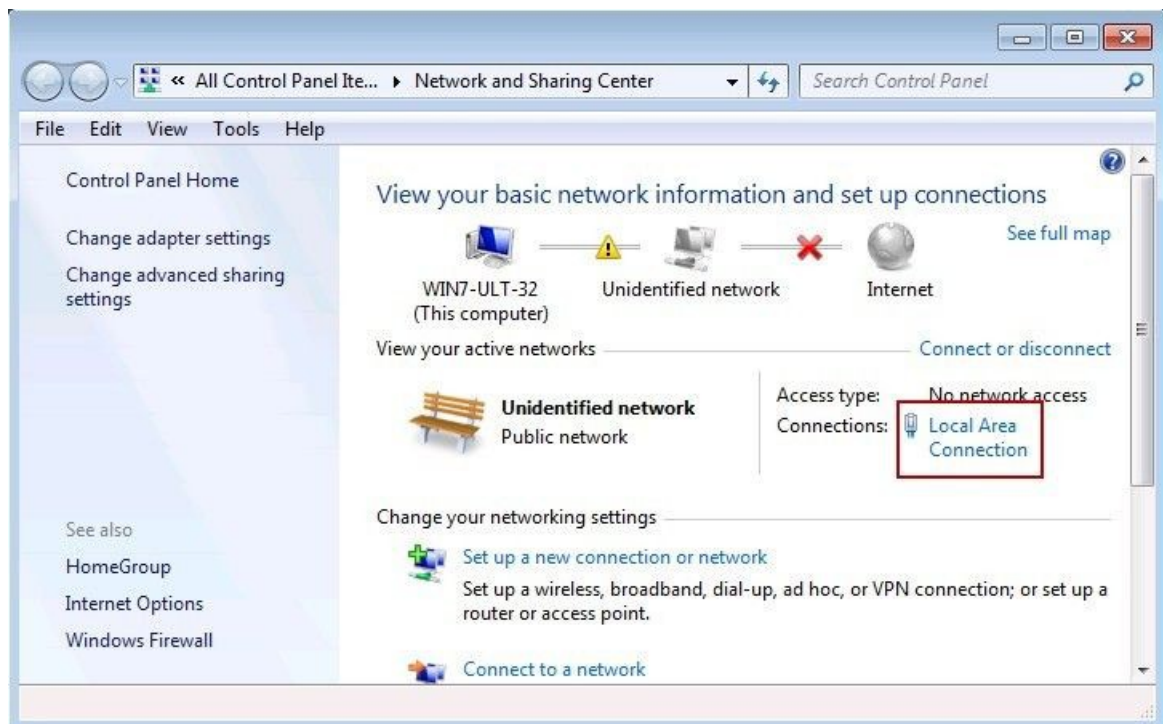 « All Control Panel Ite... Network and Sharing Center
Search Control Panel
File Edit View Tools Help
Control Panel Home
Change adapter settings
Change advanced sharing
settings
See also
HomeGroup
Internet Options
Windows Firewall
View your basic network information and set up connections
See full map
WIN7-ULT-32
(This computer)
Unidentified network
Internet
View your active networks
Connect or disconnect
Unidentified network
Public network
Access type: No network access
Connections: Local Area
Connection
Change your networking settings
Set up a new connection or network
Set up a wireless, broadband, dial-up, ad hoc, or VPN connection; or set up a
router or access point.
Connect to a network